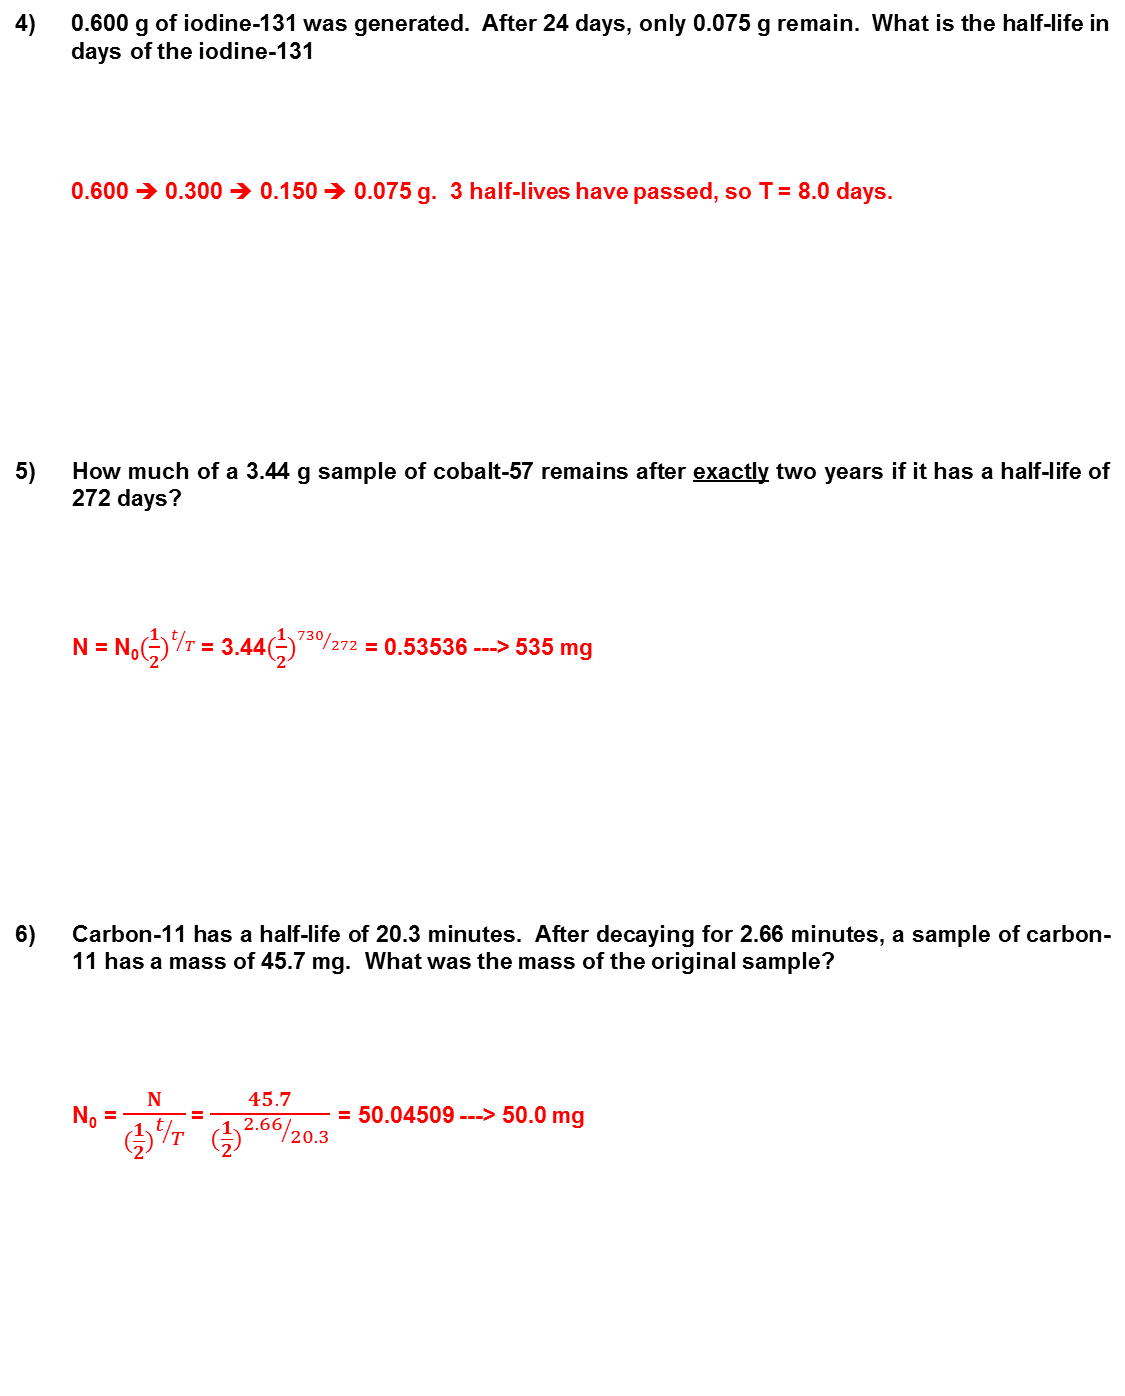 4) 0.600 g of iodine-131 was generated. After 24 days, only 0.075 g remain. What is the half-life in
days of the iodine-131
0.600 ➔ 0.300 ➔ 0.150 ➔ 0.075 g. 3 half-lives have passed, so T = 8.0 days.
5) How much of a 3.44 g sample of cobalt-57 remains after exactly two years if it has a half-life of
272 days?
N = N₀(1/2)^(t/T) = 3.44(1/2)^(730/272) = 0.53536 ---> 535 mg
6) Carbon-11 has a half-life of 20.3 minutes. After decaying for 2.66 minutes, a sample of carbon-
11 has a mass of 45.7 mg. What was the mass of the original sample?
N₀ = N/(1/2)^(t/T) = 45.7/(1/2)^(2.66/20.3) = 50.04509 ---> 50.0 mg